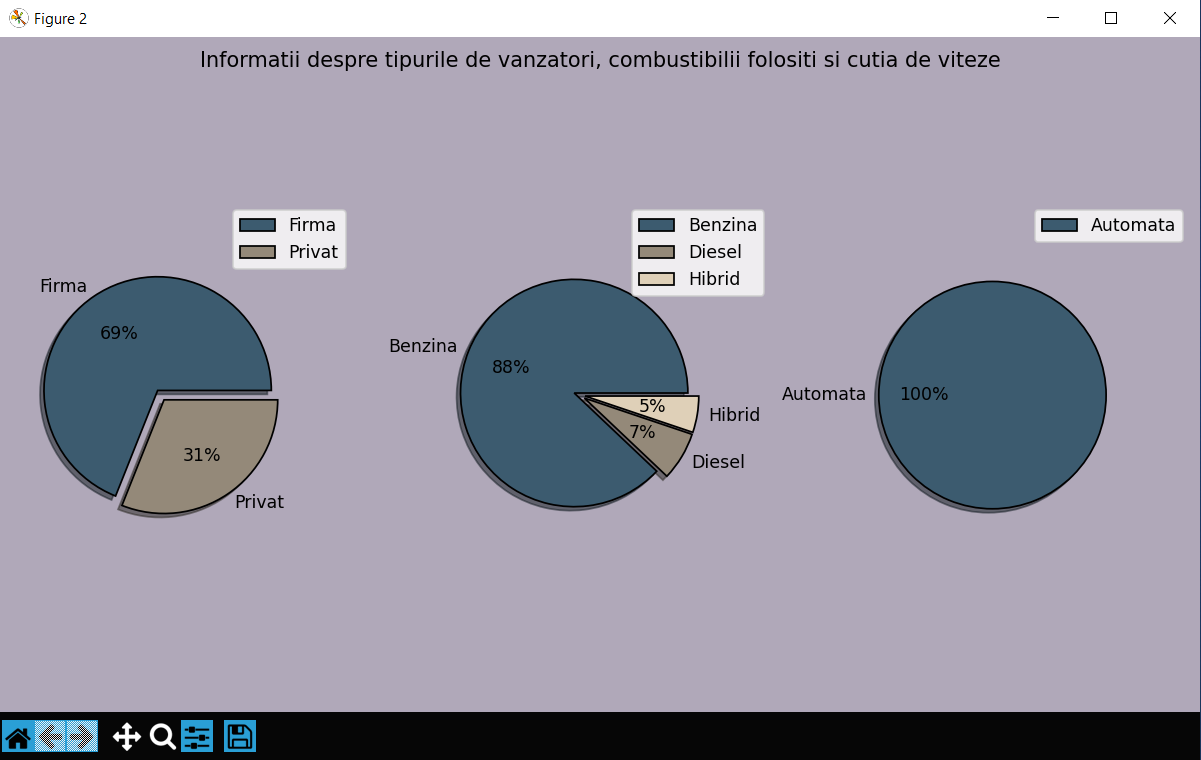 Figure 2
Informatii despre tipurile de vanzatori, combustibilii folositi si cutia de viteze
Firma
Privat
Firma
69%
31%
Privat
Benzina
Diesel
Hibrid
Benzina
88%
5%
Hibrid
7%
Diesel
Automata
Automata
100%